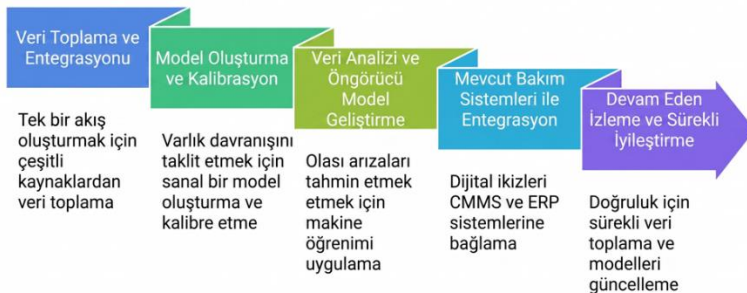 Veri Toplama ve
Entegrasyonu
Tek bir akış
oluşturmak için
çeşitli
kaynaklardan
veri toplama
Model Oluşturma
ve Kalibrasyon
Varlık davranışını
taklit etmek için
sanal bir model
oluşturma ve
kalibre etme
Veri Analizi ve
Öngörücü
Model
Geliştirme
Olası arızaları
tahmin etmek
etmek için
makine
öğrenimi
uygulama
Mevcut Bakım
Sistemleri ile
Entegrasyon
Dijital ikizleri
CMMS ve ERP
sistemlerine
bağlama
Devam Eden
İzleme ve Sürekli
İyileştirme
Doğruluk için
sürekli veri
toplama ve
modelleri
güncelleme